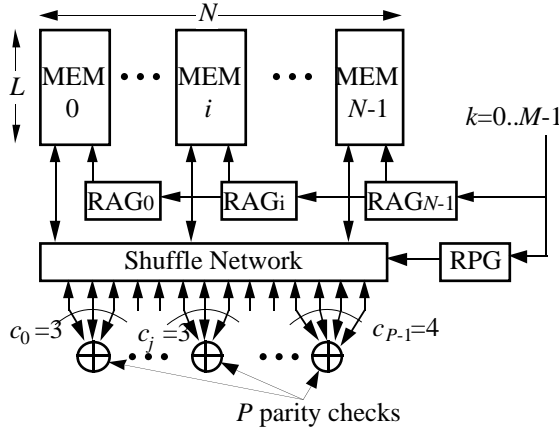 N
L
MEM 0 ••• MEM i ••• MEM N-1
k=0..M-1
RAG0 RAGi RAGN-1
Shuffle Network RPG
c0=3 cj=3 cP-1=4
••• •••
P parity checks